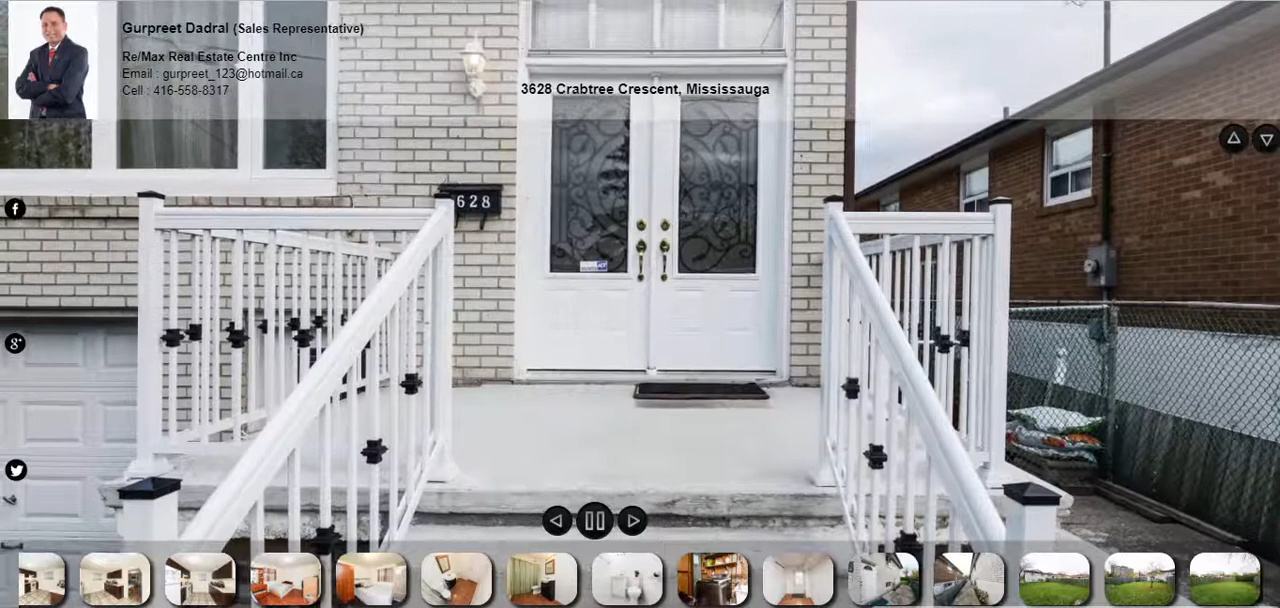 Gurpreet Dadral (Sales Representative)
Re/Max Real Estate Centre Inc
Email : gurpreet_123@hotmail.ca
Cell : 416-558-8317
3628 Crabtree Crescent, Mississauga
628